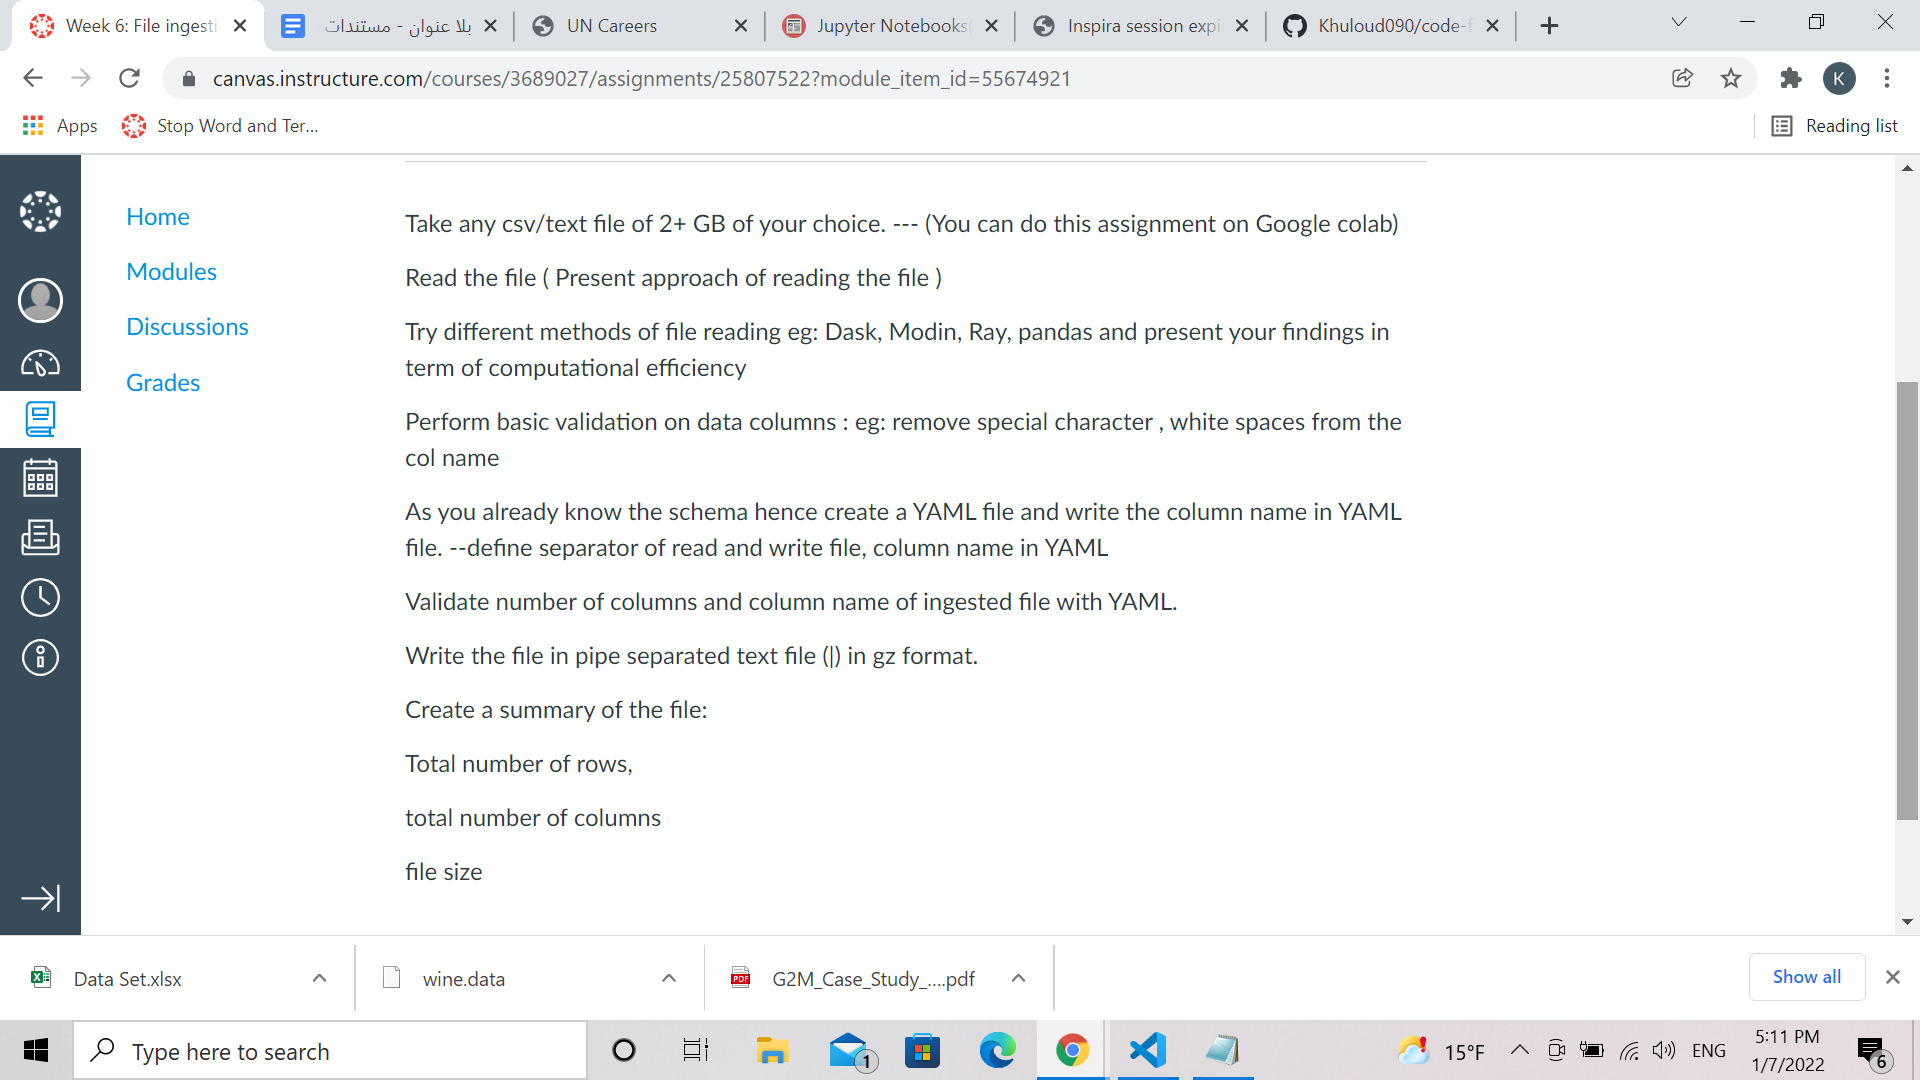 Week 6: File ingesti
بلا عنوان - مستندات
UN Careers
Jupyter Notebooks
Inspira session expi
Khuloud090/code-f
canvas.instructure.com/courses/3689027/assignments/25807522?module_item_id=55674921
K
Apps
Stop Word and Ter...
Reading list
Home
Modules
Discussions
Grades
Take any csv/text file of 2+ GB of your choice. --- (You can do this assignment on Google colab)
Read the file ( Present approach of reading the file )
Try different methods of file reading eg: Dask, Modin, Ray, pandas and present your findings in
term of computational efficiency
Perform basic validation on data columns : eg: remove special character , white spaces from the
col name
As you already know the schema hence create a YAML file and write the column name in YAML
file. --define separator of read and write file, column name in YAML
Validate number of columns and column name of ingested file with YAML.
Write the file in pipe separated text file (|) in gz format.
Create a summary of the file:
Total number of rows,
total number of columns
file size
Data Set.xlsx
wine.data
PDF
G2M_Case_Study_....pdf
Show all
Type here to search
1
15°F
ENG
5:11 PM
1/7/2022
6